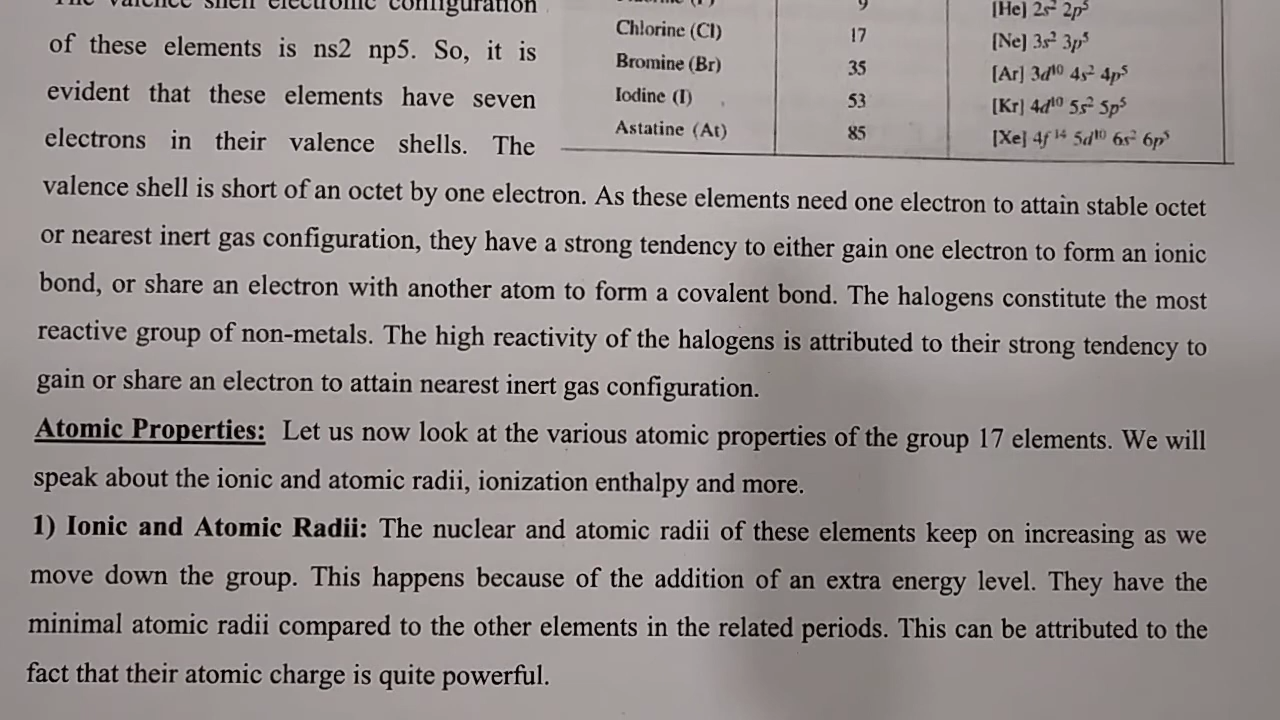 The valence shell electronic configuration
of these elements is ns2 np5. So, it is
evident that these elements have seven
electrons in their valence shells. The
9 [He] 2s² 2p⁵
Chlorine (Cl) 17 [Ne] 3s² 3p⁵
Bromine (Br) 35 [Ar] 3d¹⁰ 4s² 4p⁵
Iodine (I) 53 [Kr] 4d¹⁰ 5s² 5p⁵
Astatine (At) 85 [Xe] 4f¹⁴ 5d¹⁰ 6s² 6p⁵
valence shell is short of an octet by one electron. As these elements need one electron to attain stable octet
or nearest inert gas configuration, they have a strong tendency to either gain one electron to form an ionic
bond, or share an electron with another atom to form a covalent bond. The halogens constitute the most
reactive group of non-metals. The high reactivity of the halogens is attributed to their strong tendency to
gain or share an electron to attain nearest inert gas configuration.
Atomic Properties: Let us now look at the various atomic properties of the group 17 elements. We will
speak about the ionic and atomic radii, ionization enthalpy and more.
1) Ionic and Atomic Radii: The nuclear and atomic radii of these elements keep on increasing as we
move down the group. This happens because of the addition of an extra energy level. They have the
minimal atomic radii compared to the other elements in the related periods. This can be attributed to the
fact that their atomic charge is quite powerful.